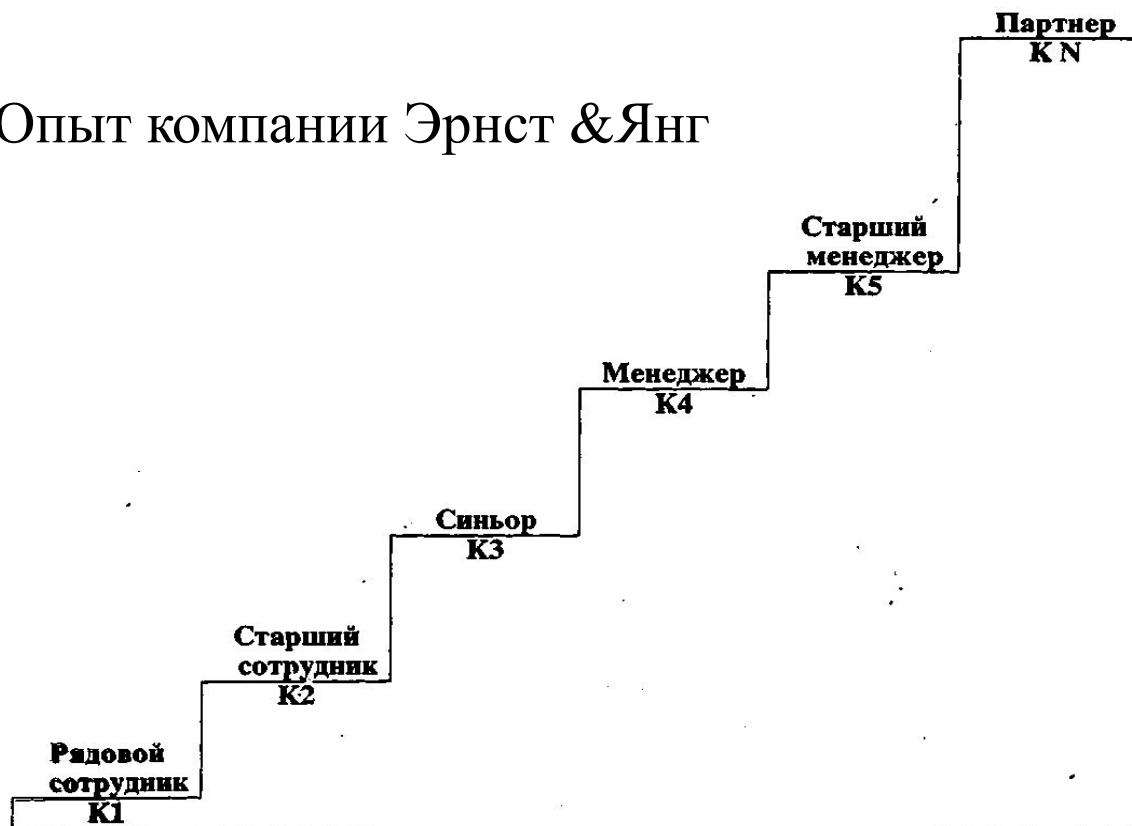 Партнер
K N
Опыт компании Эрнст &Янг
Старший
менеджер
K5
Менеджер
K4
Синьор
K3
Старший
сотрудник
K2
Рядовой
сотрудник
K1